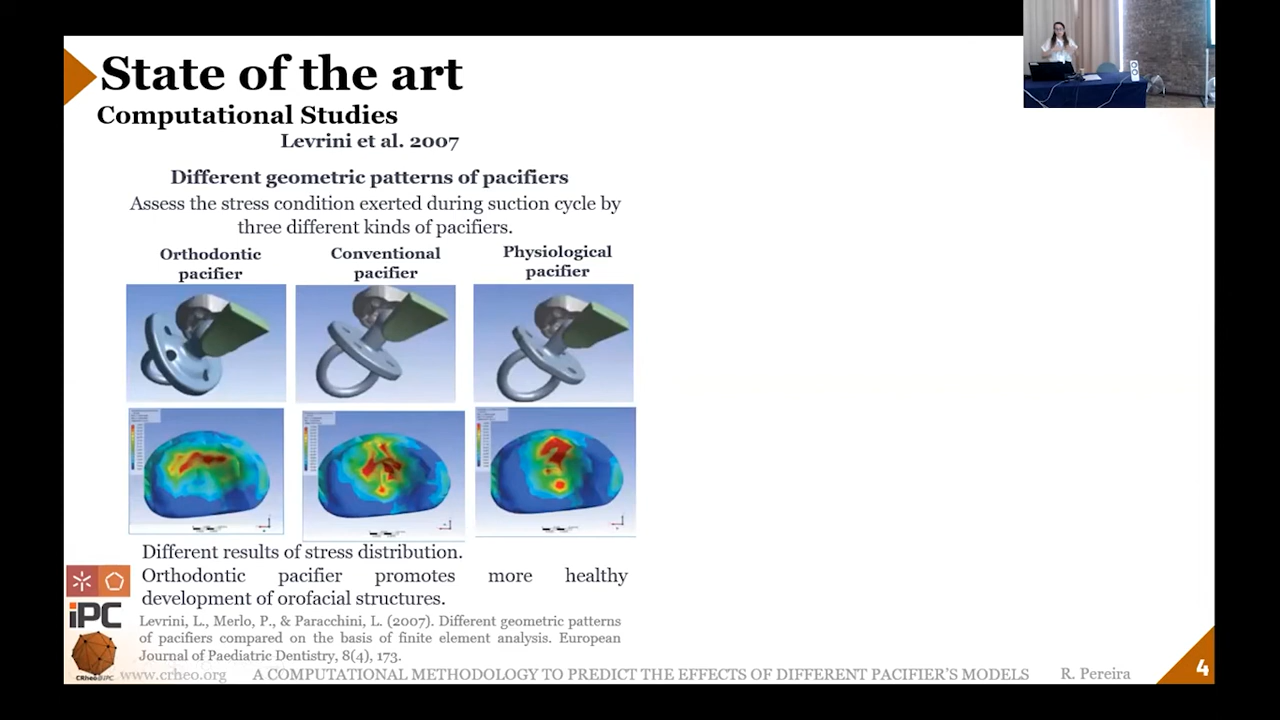 State of the art
Computational Studies
Levrini et al. 2007
Different geometric patterns of pacifiers
Assess the stress condition exerted during suction cycle by
three different kinds of pacifiers.
Orthodontic
pacifier
Conventional
pacifier
Physiological
pacifier
Different results of stress distribution.
Orthodontic pacifier promotes more healthy
development of orofacial structures.
Levrini, L., Merlo, P., & Paracchini, L. (2007). Different geometric patterns
of pacifiers compared on the basis of finite element analysis. European
Journal of Paediatric Dentistry, 8(4), 173.
iPC
CRheo@IPC
www.crheo.org
A COMPUTATIONAL METHODOLOGY TO PREDICT THE EFFECTS OF DIFFERENT PACIFIER'S MODELS
R. Pereira
4